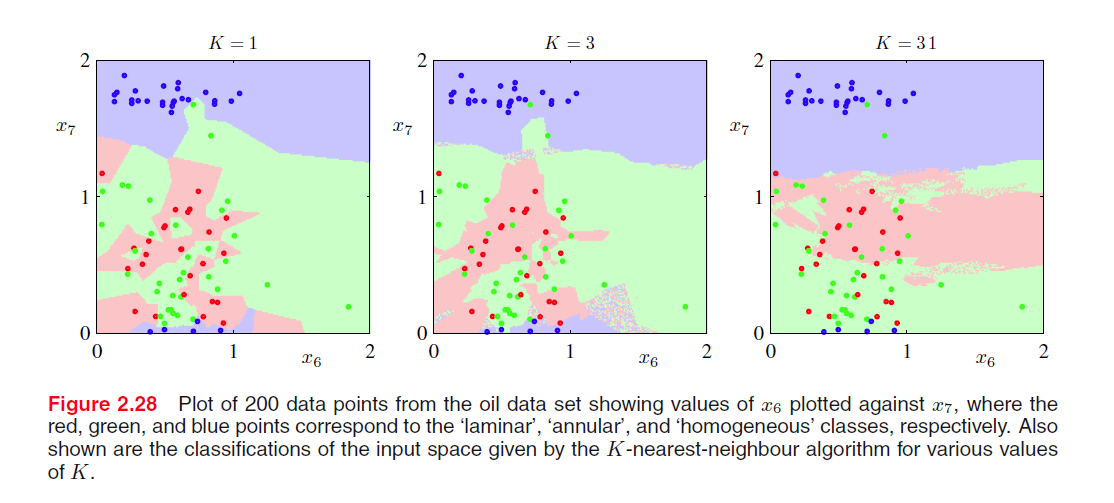 K = 1
K = 3
K = 31
2
x7
1
0
0
1
x6
2
2
x7
1
0
0
1
x6
2
2
x7
1
0
0
1
x6
2
Figure 2.28 Plot of 200 data points from the oil data set showing values of x6 plotted against x7, where the
red, green, and blue points correspond to the ‘laminar’, ‘annular’, and ‘homogeneous’ classes, respectively. Also
shown are the classifications of the input space given by the K-nearest-neighbour algorithm for various values
of K.